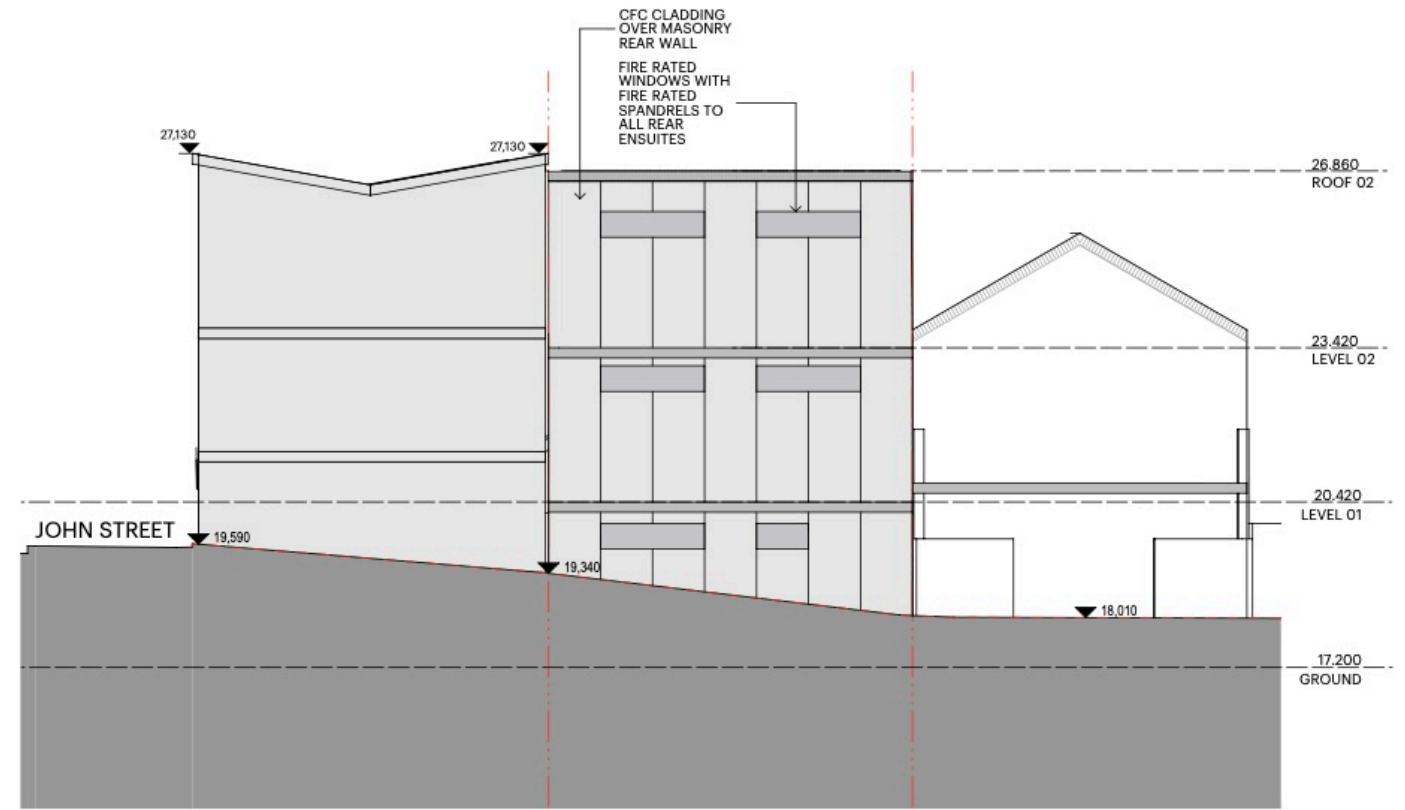 CFC CLADDING
OVER MASONRY
REAR WALL
FIRE RATED
WINDOWS WITH
FIRE RATED
SPANDRELS TO
ALL REAR
ENSUITES
27,130
27,130
26.860
ROOF 02
23.420
LEVEL 02
20.420
LEVEL 01
JOHN STREET
19,590
19,340
18,010
17.200
GROUND